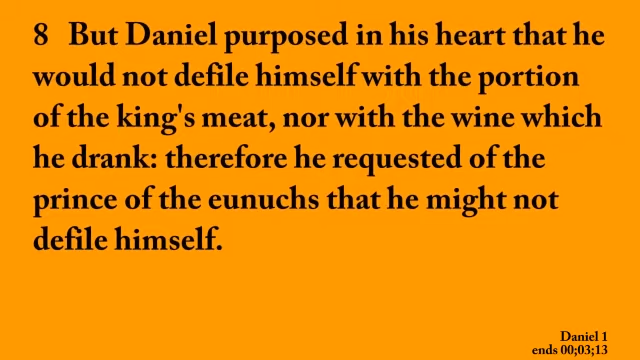 8 But Daniel purposed in his heart that he
would not defile himself with the portion
of the king's meat, nor with the wine which
he drank: therefore he requested of the
prince of the eunuchs that he might not
defile himself.
Daniel 1
ends 00;03;13